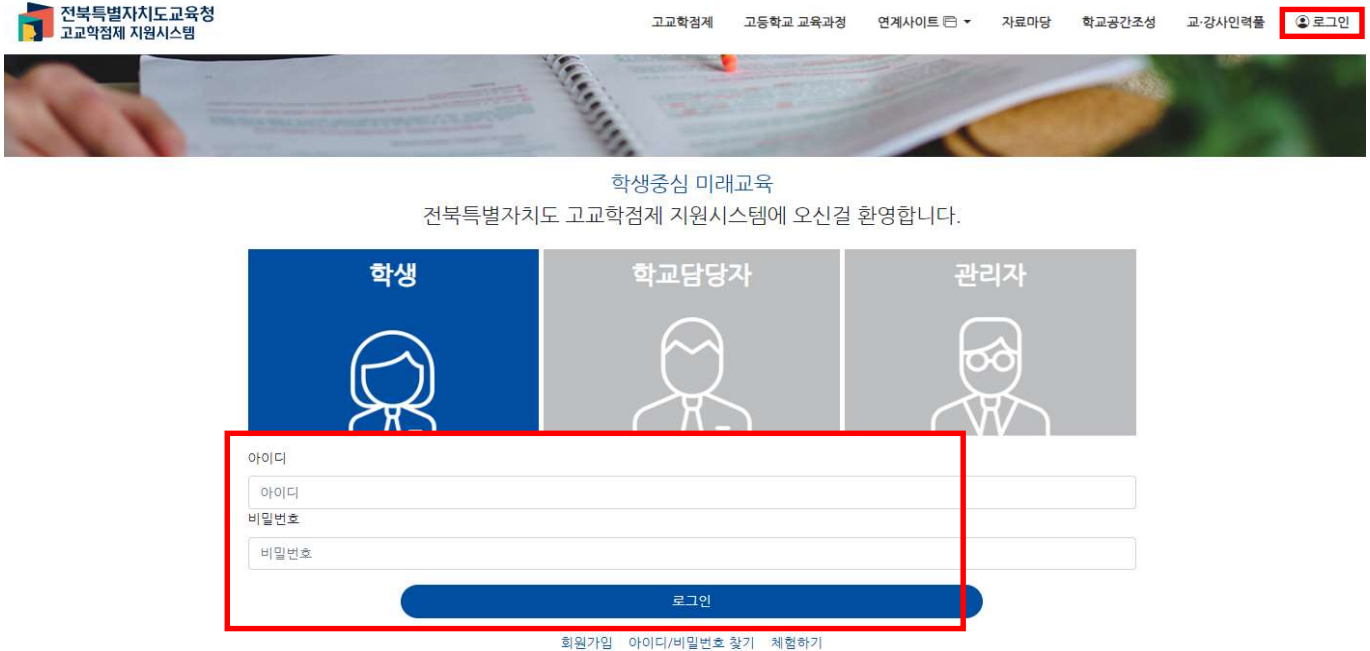 전북특별자치도교육청
고교학점제 지원시스템
고교학점제 고등학교 교육과정 연계사이트 자료마당 학교공간조성 교·강사인력풀 로그인
학생중심 미래교육
전북특별자치도 고교학점제 지원시스템에 오신걸 환영합니다.
학생 학교담당자 관리자
아이디
아이디
비밀번호
비밀번호
로그인
회원가입 아이디/비밀번호 찾기 체험하기